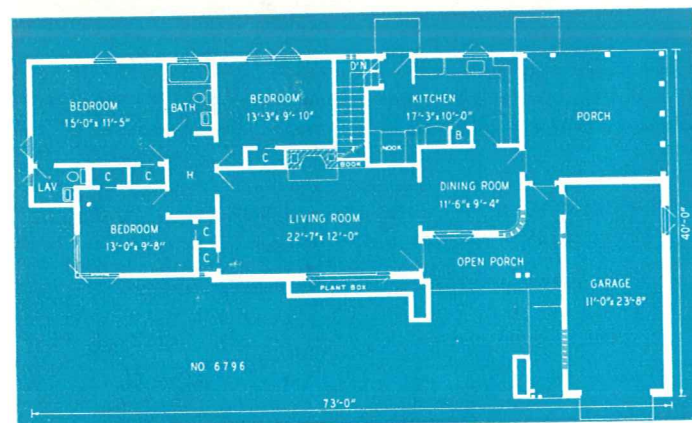 D'N
BEDROOM
15'-0" x 11'-5"
BATH
BEDROOM
13'-3" x 9'-10"
KITCHEN
17'-3" x 10'-0"
PORCH
NOOK
B
C
BOOK
LAV.
C
C
H
DINING ROOM
11'-6" x 9'-4"
BEDROOM
13'-0" x 9'-8"
C
C
LIVING ROOM
22'-7" x 12'-0"
OPEN PORCH
GARAGE
11'-0" x 23'-8"
40'-0"
PLANT BOX
NO. 6796
73'-0"